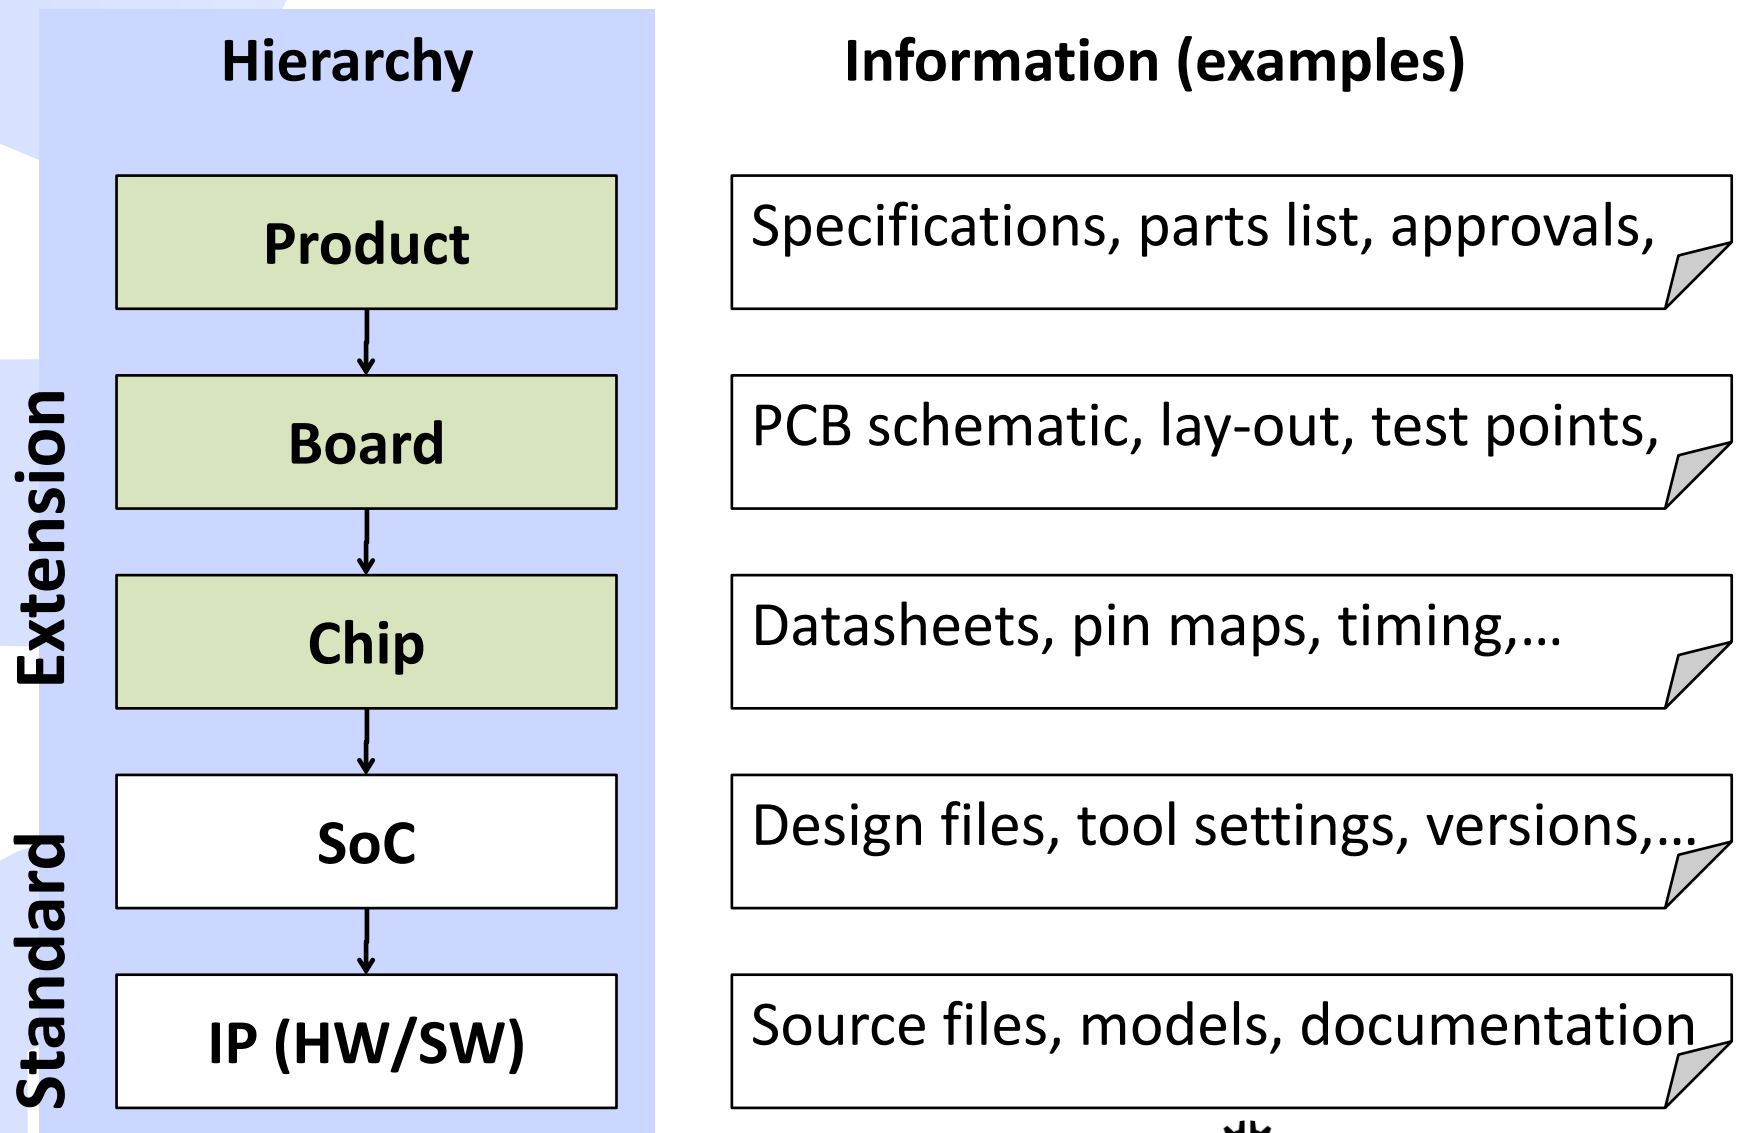 Hierarchy
Information (examples)
Product
Specifications, parts list, approvals,
Extension
Board
PCB schematic, lay-out, test points,
Chip
Datasheets, pin maps, timing,…
Standard
SoC
Design files, tool settings, versions,…
IP (HW/SW)
Source files, models, documentation